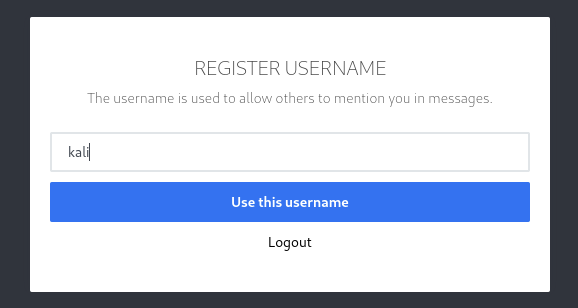 REGISTER USERNAME
The username is used to allow others to mention you in messages.
kali
Use this username
Logout